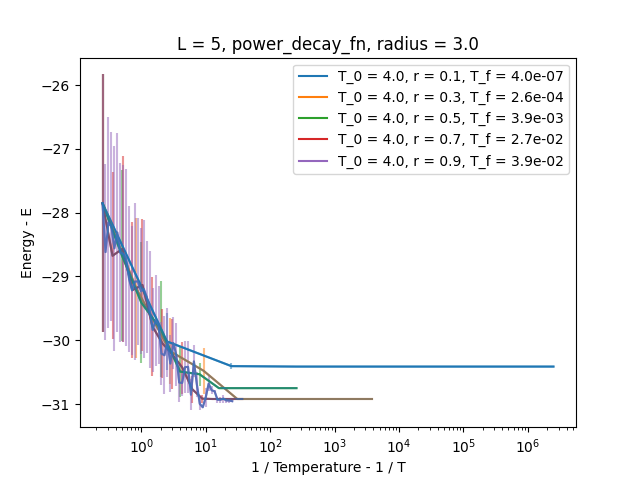 L = 5, power_decay_fn, radius = 3.0
Energy - E
−26
−27
−28
−29
−30
−31
T_0 = 4.0, r = 0.1, T_f = 4.0e-07
T_0 = 4.0, r = 0.3, T_f = 2.6e-04
T_0 = 4.0, r = 0.5, T_f = 3.9e-03
T_0 = 4.0, r = 0.7, T_f = 2.7e-02
T_0 = 4.0, r = 0.9, T_f = 3.9e-02
10⁰ 10¹ 10² 10³ 10⁴ 10⁵ 10⁶
1 / Temperature - 1 / T